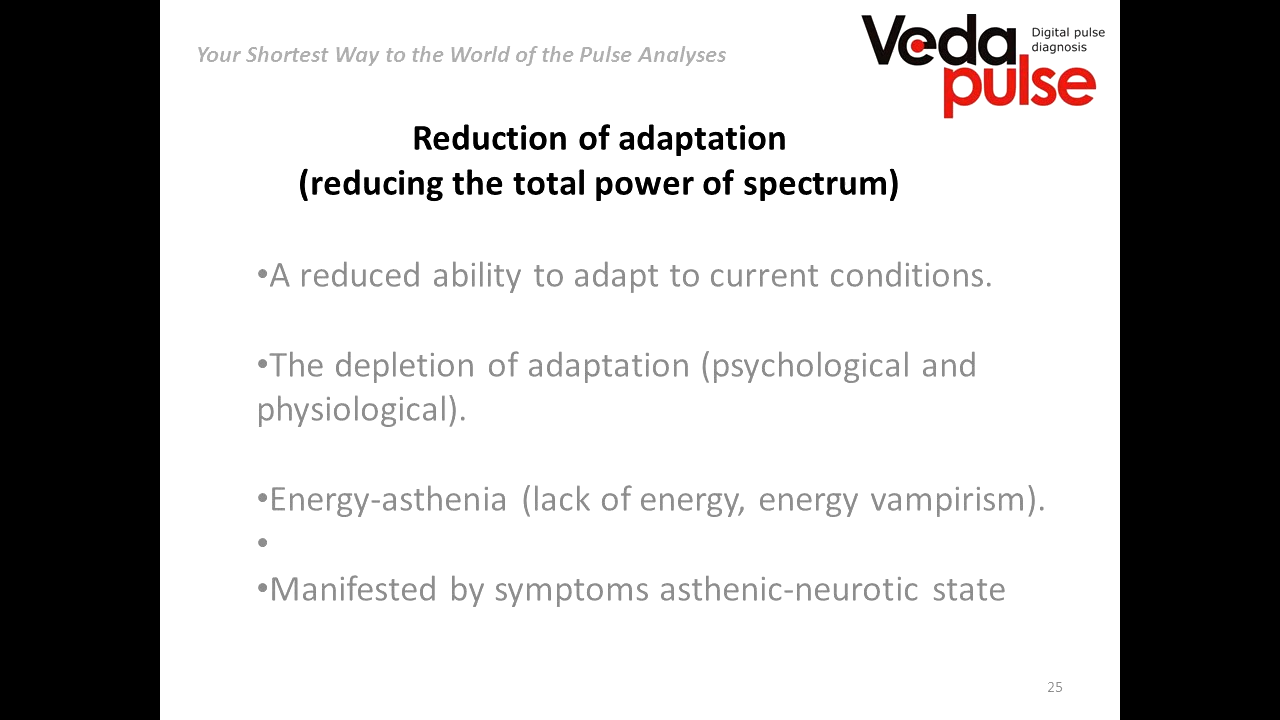 Your Shortest Way to the World of the Pulse Analyses
Veda
pulse
Digital pulse
diagnosis
Reduction of adaptation
(reducing the total power of spectrum)
•A reduced ability to adapt to current conditions.
•The depletion of adaptation (psychological and
physiological).
•Energy-asthenia (lack of energy, energy vampirism).
•
•Manifested by symptoms asthenic-neurotic state
25